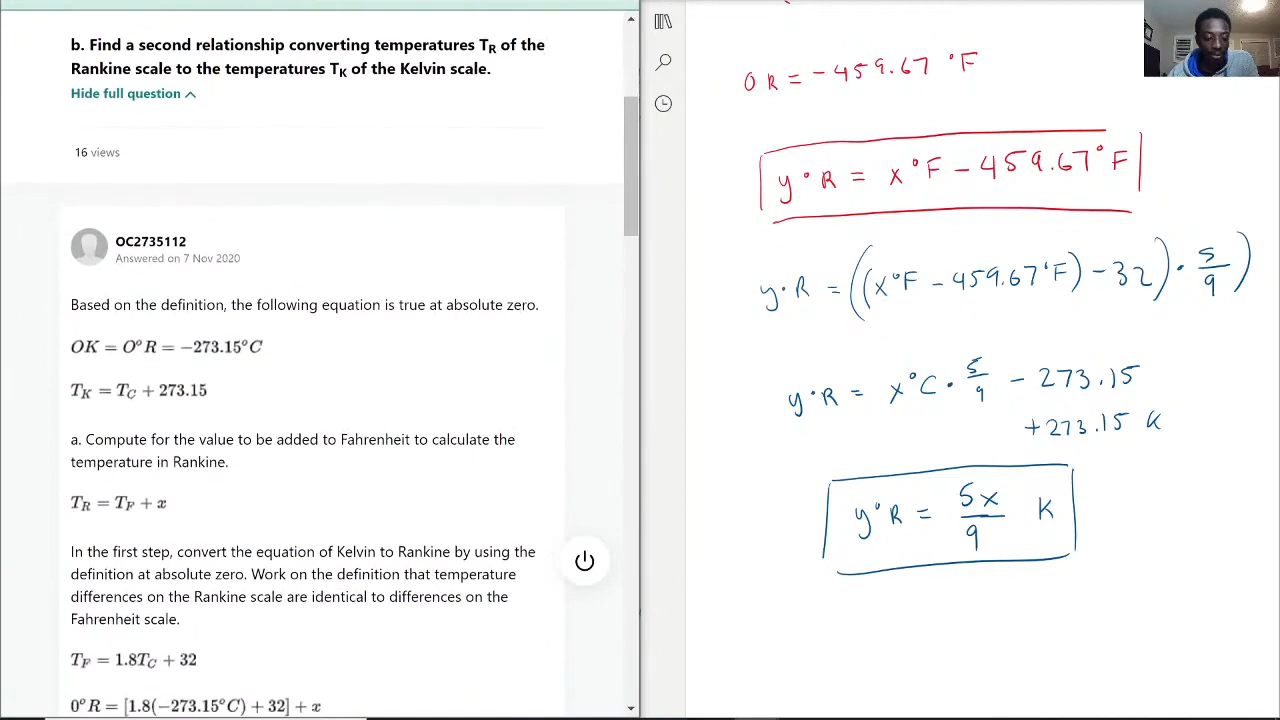 b. Find a second relationship converting temperatures T_R of the
Rankine scale to the temperatures T_K of the Kelvin scale.
Hide full question
16 views
OC2735112
Answered on 7 Nov 2020
Based on the definition, the following equation is true at absolute zero.
OK = O°R = −273.15°C
T_K = T_C + 273.15
a. Compute for the value to be added to Fahrenheit to calculate the
temperature in Rankine.
T_R = T_F + x
In the first step, convert the equation of Kelvin to Rankine by using the
definition at absolute zero. Work on the definition that temperature
differences on the Rankine scale are identical to differences on the
Fahrenheit scale.
T_F = 1.8T_C + 32
0°R = [1.8(−273.15°C) + 32] + x
0 R = -459.67 °F
y°R = x°F - 459.67°F
y°R = ((x°F - 459.67°F) - 32) · 5/9)
y°R = x°C · 5/9 - 273.15
+273.15 K
y°R = 5x/9 K